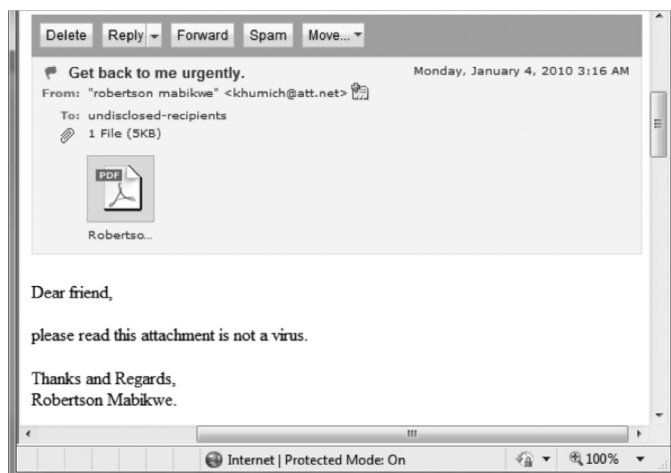 Delete Reply Forward Spam Move...
Get back to me urgently. Monday, January 4, 2010 3:16 AM
From: "robertson mabikwe" <khumich@att.net>
To: undisclosed-recipients
1 File (5KB)
PDF
Robertso...
Dear friend,
please read this attachment is not a virus.
Thanks and Regards,
Robertson Mabikwe.
Internet | Protected Mode: On 100%